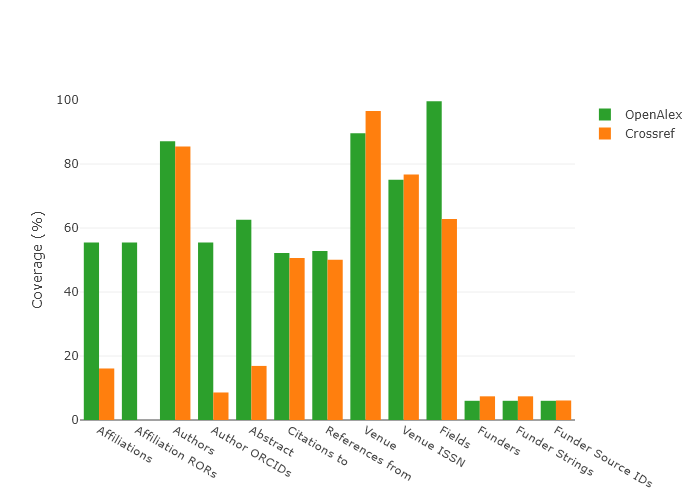 100
80
60
40
20
0
Coverage (%)
OpenAlex
Crossref
Affiliations
Affiliation RORs
Authors
Author ORCIDs
Abstract
Citations to
References from
Venue
Venue ISSN
Fields
Funders
Funder Strings
Funder Source IDs